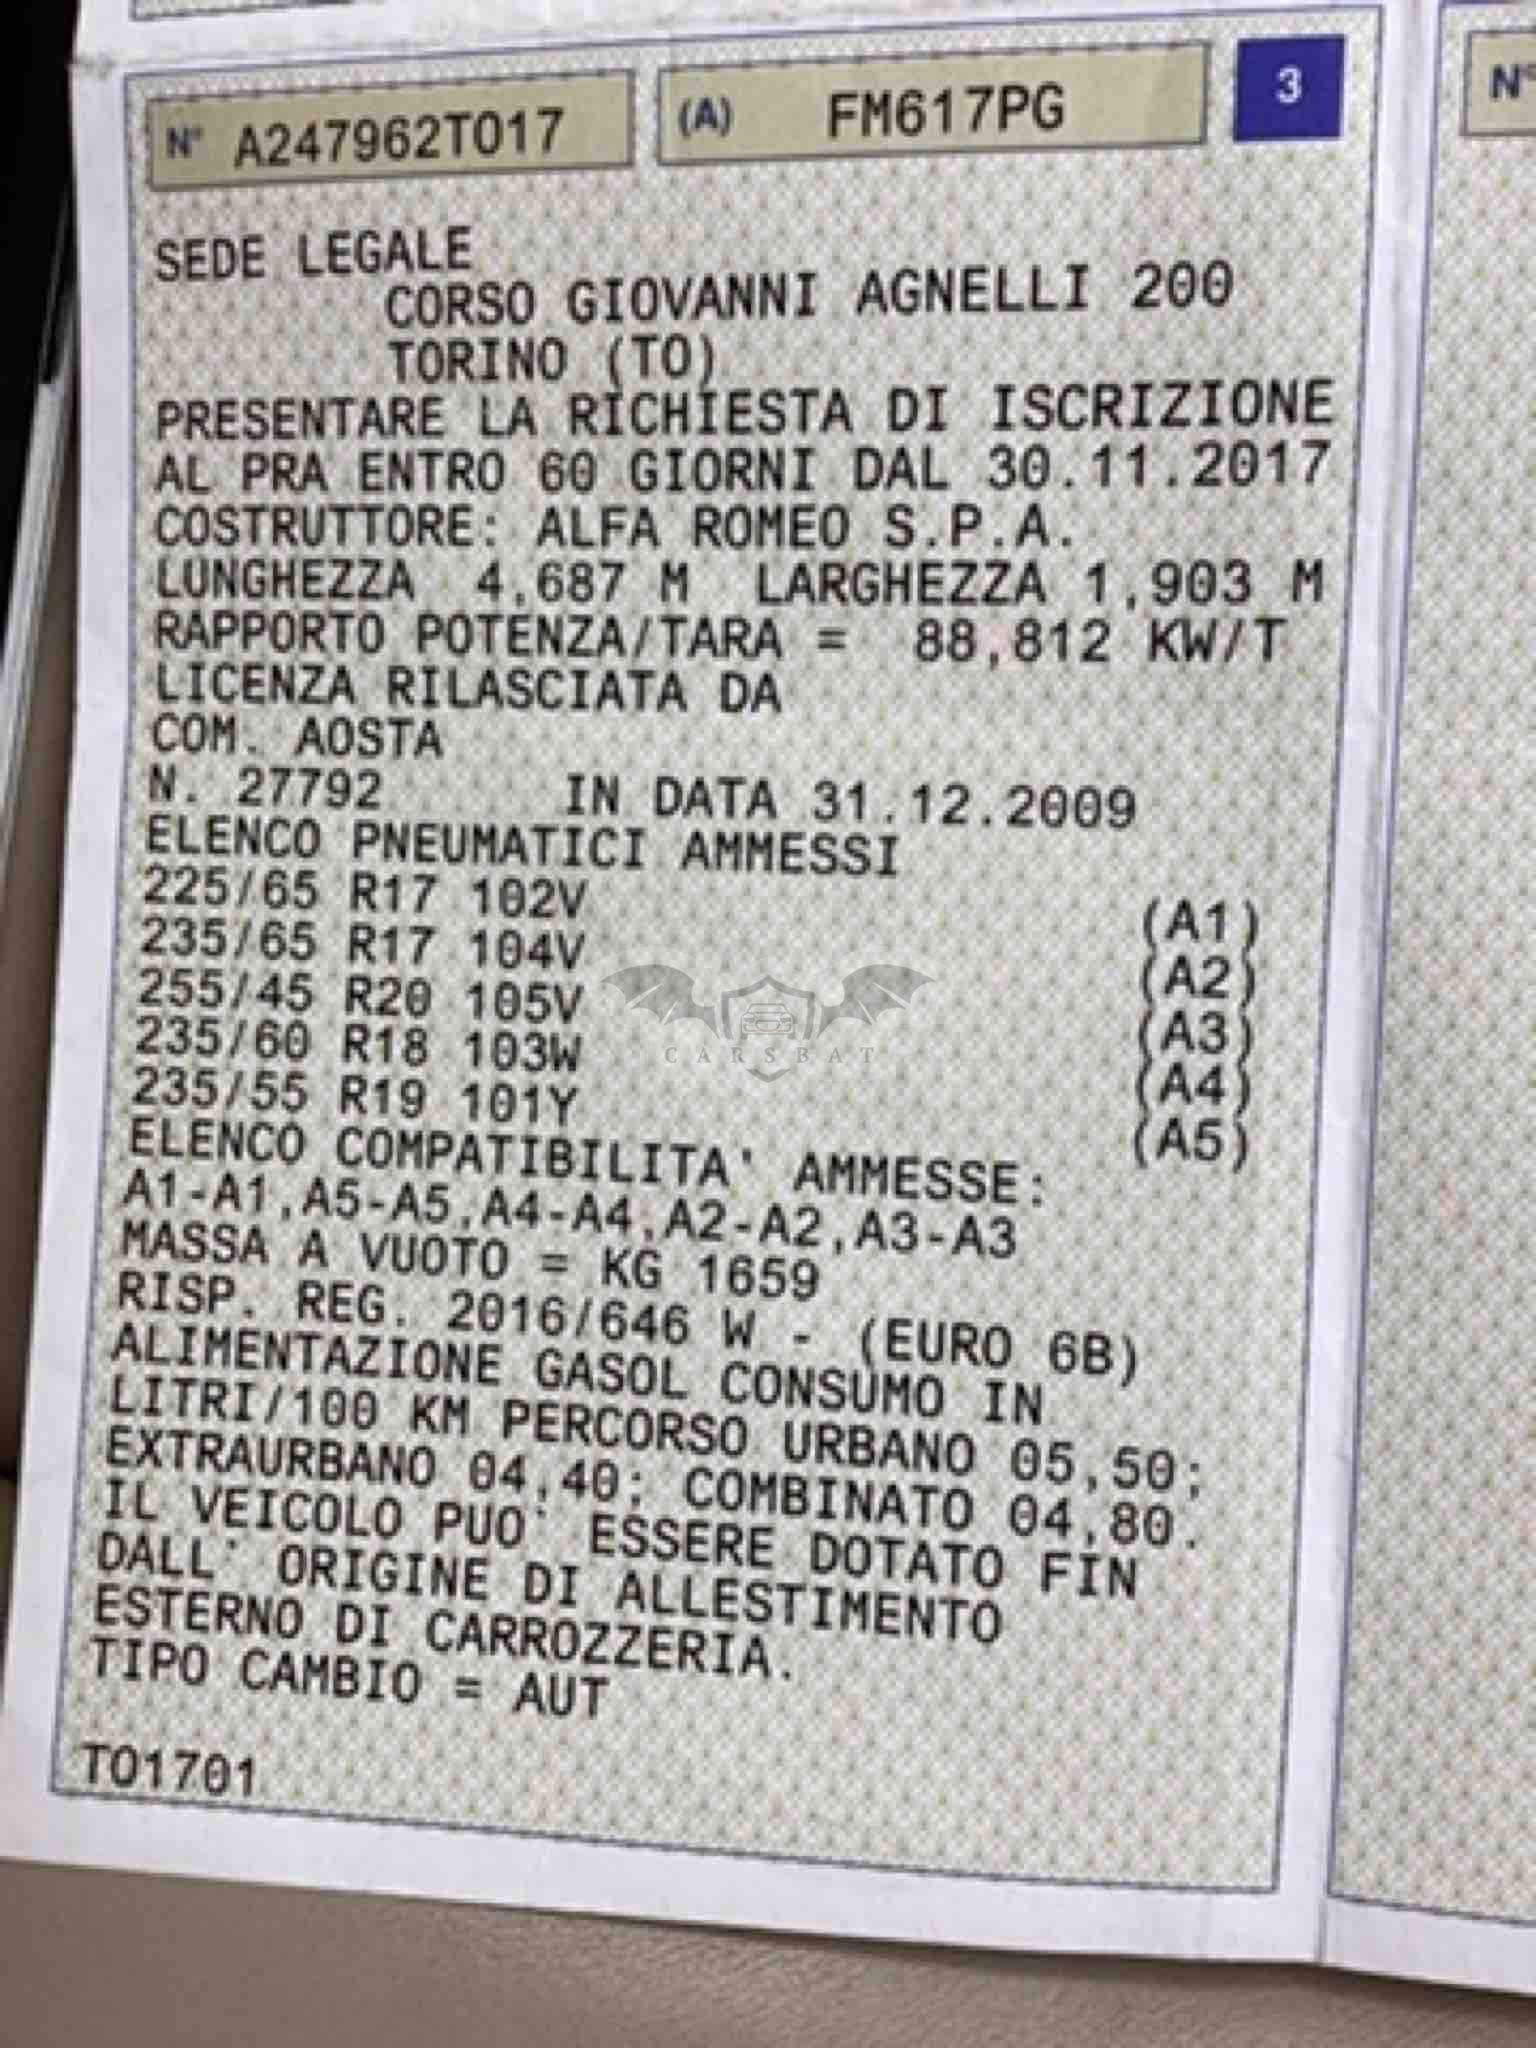 N° A247962TO17
(A) FM617PG
3
N°
SEDE LEGALE
CORSO GIOVANNI AGNELLI 200
TORINO (TO)
PRESENTARE LA RICHIESTA DI ISCRIZIONE
AL PRA ENTRO 60 GIORNI DAL 30.11.2017
COSTRUTTORE: ALFA ROMEO S.P.A.
LUNGHEZZA 4,687 M LARGHEZZA 1,903 M
RAPPORTO POTENZA/TARA = 88,812 KW/T
LICENZA RILASCIATA DA
COM. AOSTA
N. 27792 IN DATA 31.12.2009
ELENCO PNEUMATICI AMMESSI
225/65 R17 102V (A1)
235/65 R17 104V (A2)
255/45 R20 105V (A3)
235/60 R18 103W (A4)
235/55 R19 101Y (A5)
CARSBAT
ELENCO COMPATIBILITA' AMMESSE:
A1-A1,A5-A5,A4-A4,A2-A2,A3-A3
MASSA A VUOTO = KG 1659
RISP. REG. 2016/646 W - (EURO 6B)
ALIMENTAZIONE GASOL CONSUMO IN
LITRI/100 KM PERCORSO URBANO 05,50;
EXTRAURBANO 04,40; COMBINATO 04,80.
IL VEICOLO PUO' ESSERE DOTATO FIN
DALL' ORIGINE DI ALLESTIMENTO
ESTERNO DI CARROZZERIA.
TIPO CAMBIO = AUT
TO1701